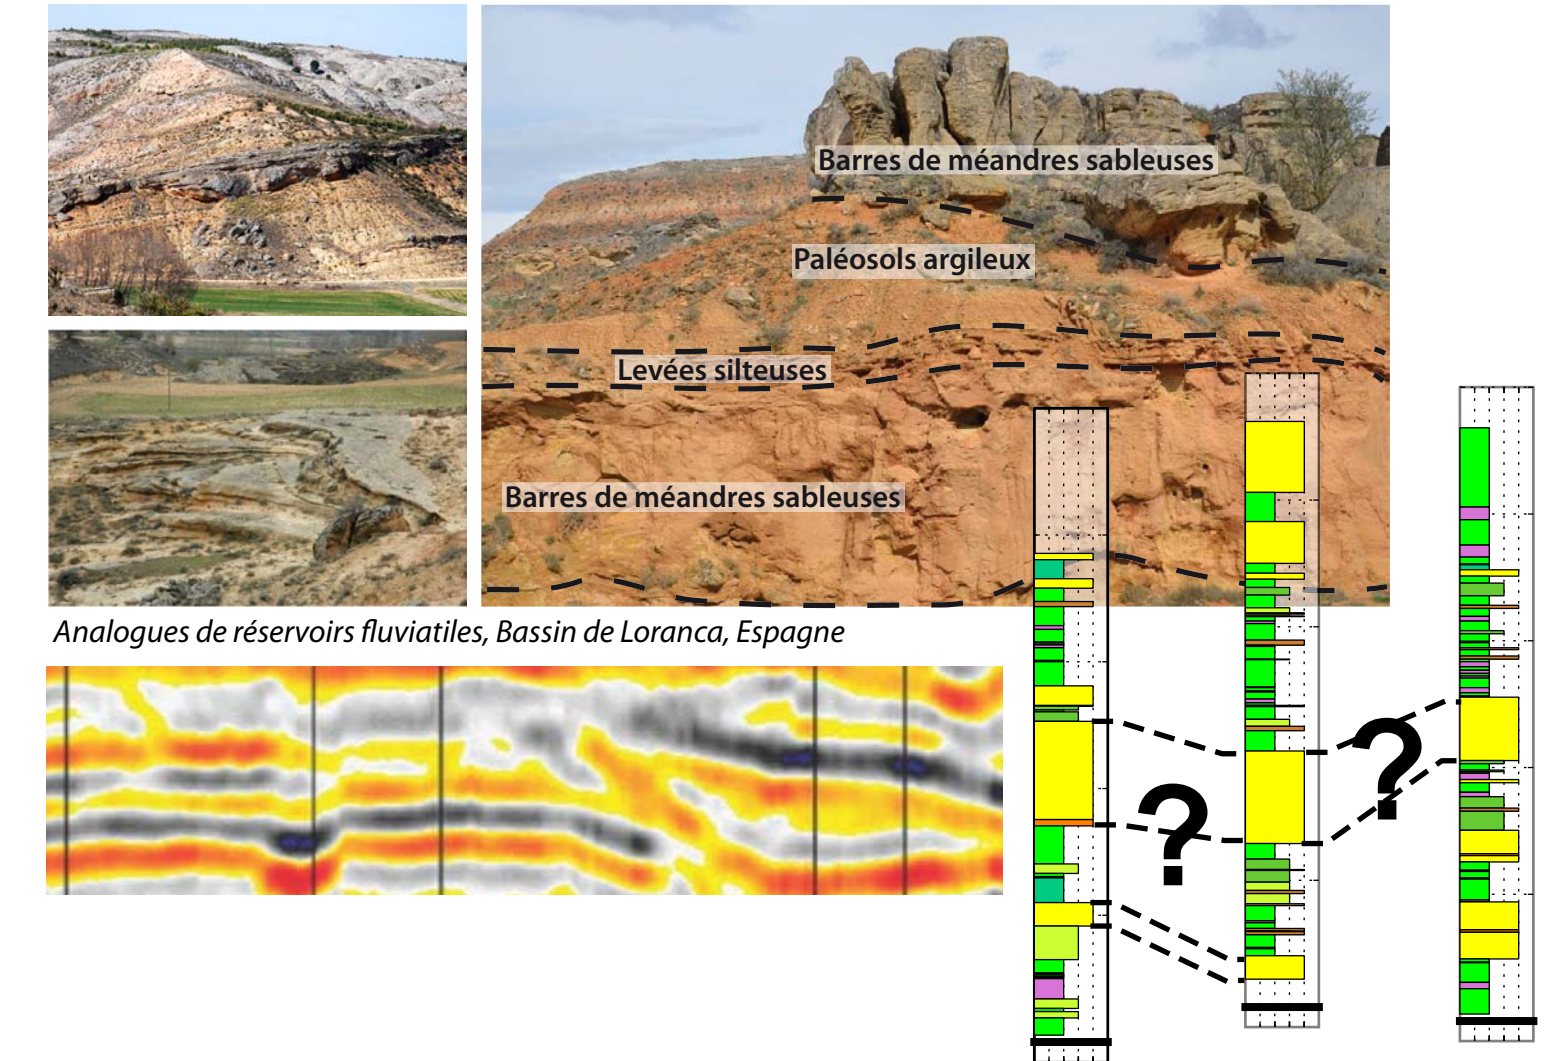 Barres de méandres sableuses
Paléosols argileux
Levées silteuses
Barres de méandres sableuses
Analogues de réservoirs fluviatiles, Bassin de Loranca, Espagne
?
?